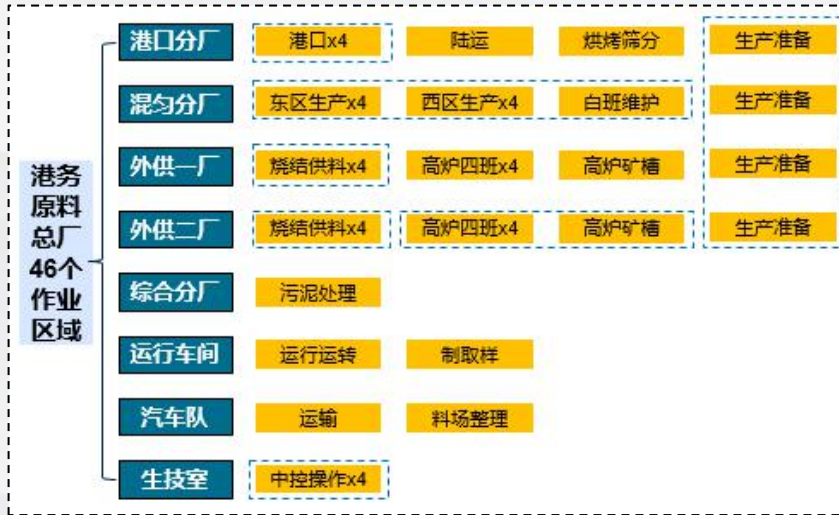 港务
原料
总厂
46个
作业
区域
港口分厂 港口x4 陆运 烘烤筛分 生产准备
混匀分厂 东区生产x4 西区生产x4 白班维护 生产准备
外供一厂 烧结供料x4 高炉四班x4 高炉矿槽 生产准备
外供二厂 烧结供料x4 高炉四班x4 高炉矿槽 生产准备
综合分厂 污泥处理
运行车间 运行运转 制取样
汽车队 运输 料场整理
生技室 中控操作x4